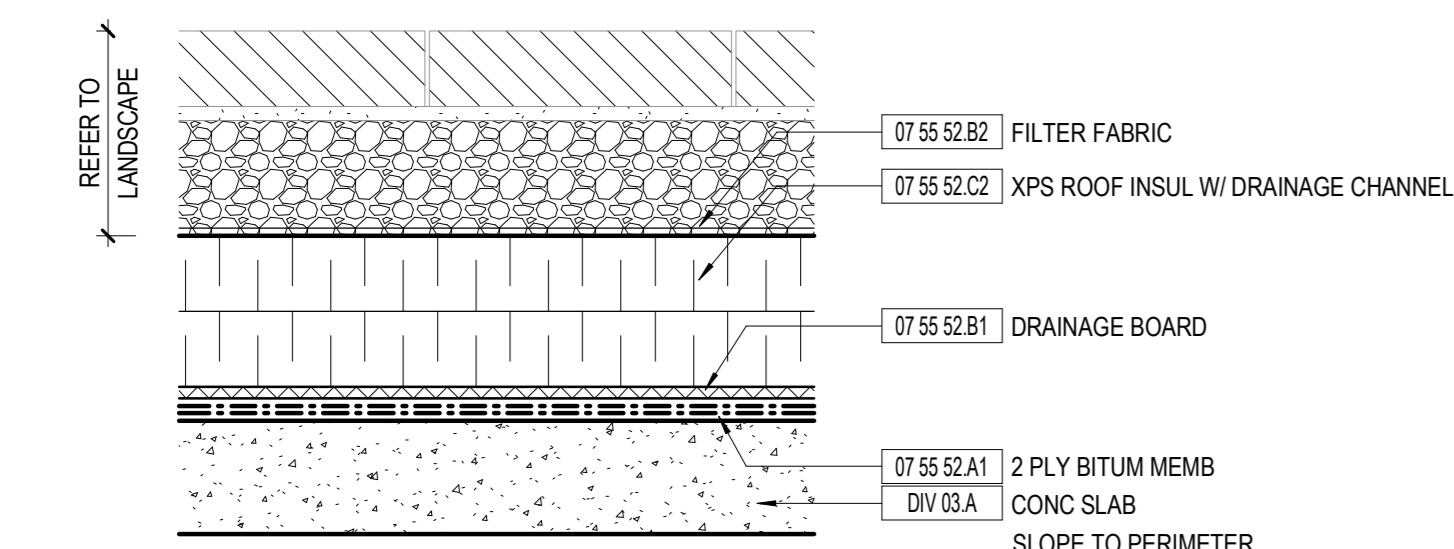 REFER TO
LANDSCAPE
07 55 52.B2 FILTER FABRIC
07 55 52.C2 XPS ROOF INSUL W/ DRAINAGE CHANNEL
07 55 52.B1 DRAINAGE BOARD
07 55 52.A1 2 PLY BITUM MEMB
DIV 03.A CONC SLAB
SLOPE TO PERIMETER